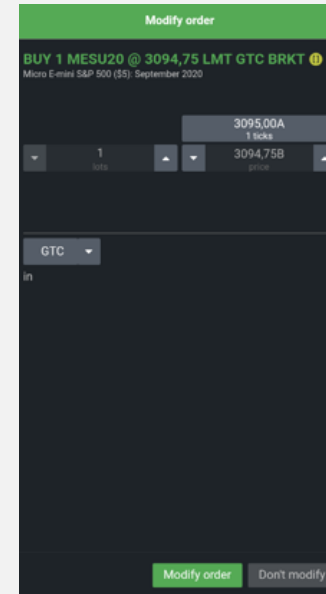 Modify order
BUY 1 MESU20 @ 3094,75 LMT GTC BRKT
Micro E-mini S&P 500 ($5): September 2020
3095,00A
1 ticks
1
lots
3094,75B
price
GTC
in
Modify order
Don't modify